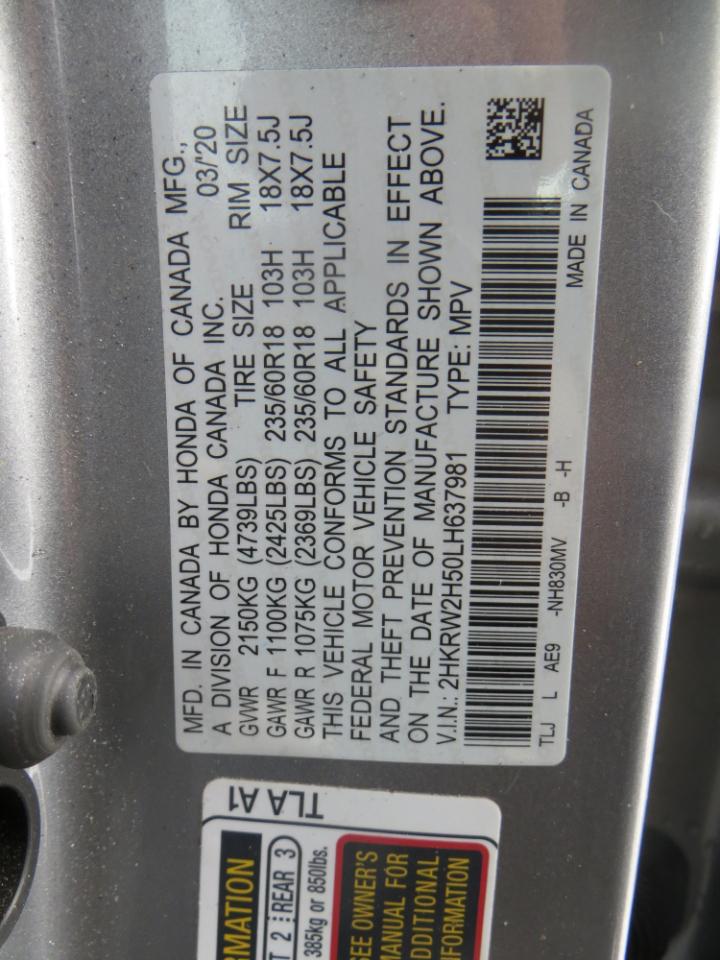 MFD. IN CANADA BY HONDA OF CANADA MFG.,
A DIVISION OF HONDA CANADA INC. 03/'20
GVWR 2150KG (4739LBS) TIRE SIZE RIM SIZE
GAWR F 1100KG (2425LBS) 235/60R18 103H 18X7.5J
GAWR R 1075KG (2369LBS) 235/60R18 103H 18X7.5J
THIS VEHICLE CONFORMS TO ALL APPLICABLE
FEDERAL MOTOR VEHICLE SAFETY
AND THEFT PREVENTION STANDARDS IN EFFECT
ON THE DATE OF MANUFACTURE SHOWN ABOVE.
V.I.N.: 2HKRW2H50LH637981 TYPE: MPV
TLJ L AE9 -NH830MV -B -H MADE IN CANADA
TLA A1
RMATION
T 2 REAR 3
385kg or 850lbs.
SEE OWNER'S
MANUAL FOR
ADDITIONAL
INFORMATION